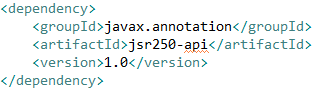 <dependency>
    <groupId>javax.annotation</groupId>
    <artifactId>jsr250-api</artifactId>
    <version>1.0</version>
</dependency>